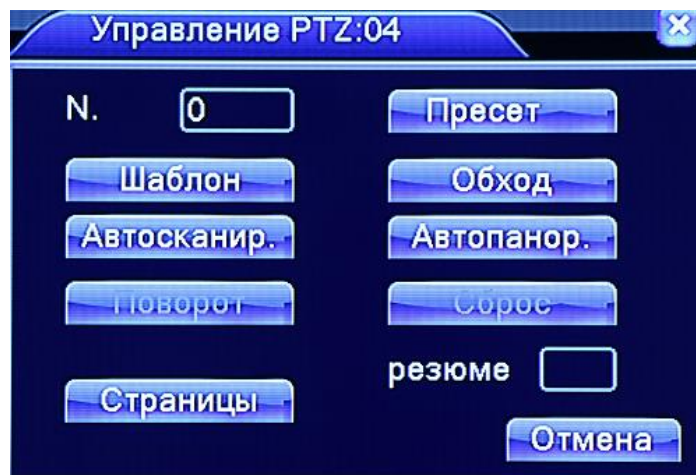 Управление PTZ:04
N. 0 Пресет
Шаблон Обход
Автосканир. Автопанор.
Поворот Сброс
резюме
Страницы
Отмена